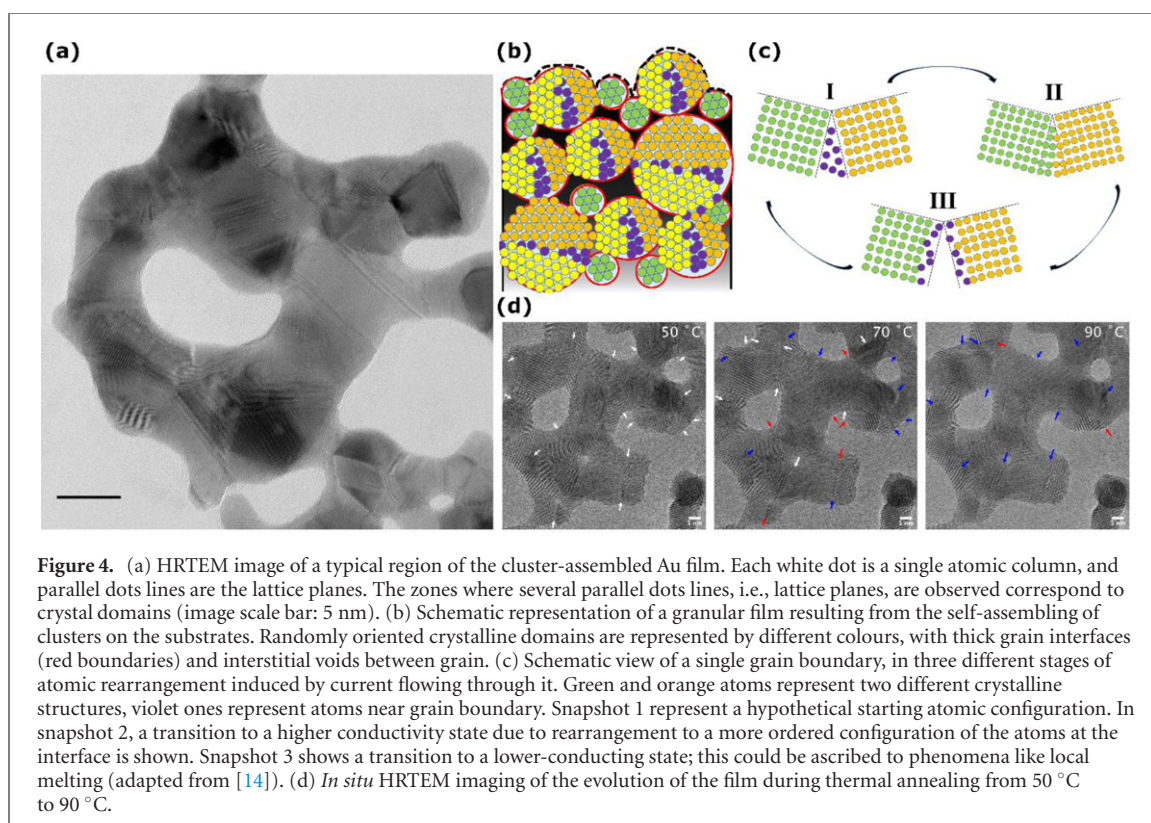 (a)
(b)
(c)
I
II
III
(d)
50 °C
70 °C
90 °C
5 nm
5 nm
5 nm
Figure 4. (a) HRTEM image of a typical region of the cluster-assembled Au film. Each white dot is a single atomic column, and
parallel dots lines are the lattice planes. The zones where several parallel dots lines, i.e., lattice planes, are observed correspond to
crystal domains (image scale bar: 5 nm). (b) Schematic representation of a granular film resulting from the self-assembling of
clusters on the substrates. Randomly oriented crystalline domains are represented by different colours, with thick grain interfaces
(red boundaries) and interstitial voids between grain. (c) Schematic view of a single grain boundary, in three different stages of
atomic rearrangement induced by current flowing through it. Green and orange atoms represent two different crystalline
structures, violet ones represent atoms near grain boundary. Snapshot 1 represent a hypothetical starting atomic configuration. In
snapshot 2, a transition to a higher conductivity state due to rearrangement to a more ordered configuration of the atoms at the
interface is shown. Snapshot 3 shows a transition to a lower-conducting state; this could be ascribed to phenomena like local
melting (adapted from [14]). (d) In situ HRTEM imaging of the evolution of the film during thermal annealing from 50 °C
to 90 °C.